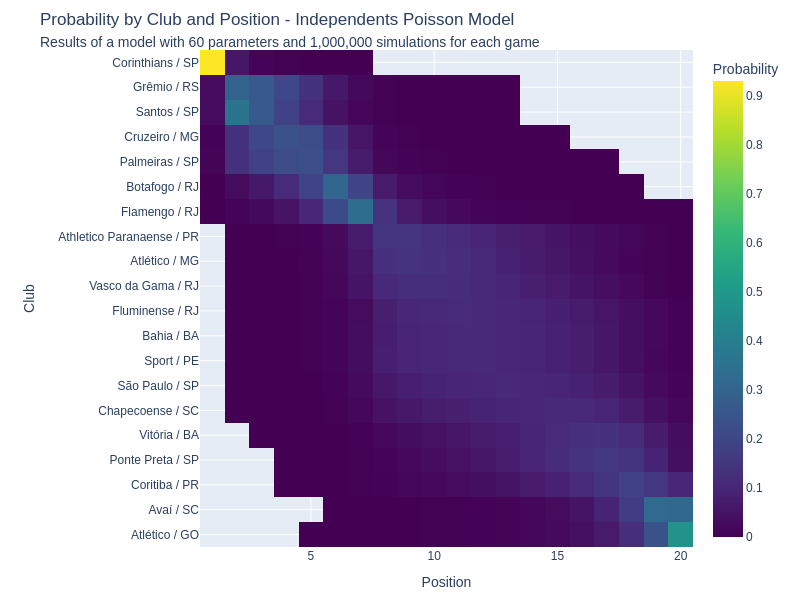 Probability by Club and Position - Independents Poisson Model
Results of a model with 60 parameters and 1,000,000 simulations for each game
Probability
Corinthians / SP
Grêmio / RS
Santos / SP
Cruzeiro / MG
Palmeiras / SP
Botafogo / RJ
Flamengo / RJ
Athletico Paranaense / PR
Atlético / MG
Vasco da Gama / RJ
Fluminense / RJ
Bahia / BA
Sport / PE
São Paulo / SP
Chapecoense / SC
Vitória / BA
Ponte Preta / SP
Coritiba / PR
Avaí / SC
Atlético / GO
Club
5
10
15
20
Position
0.9
0.8
0.7
0.6
0.5
0.4
0.3
0.2
0.1
0